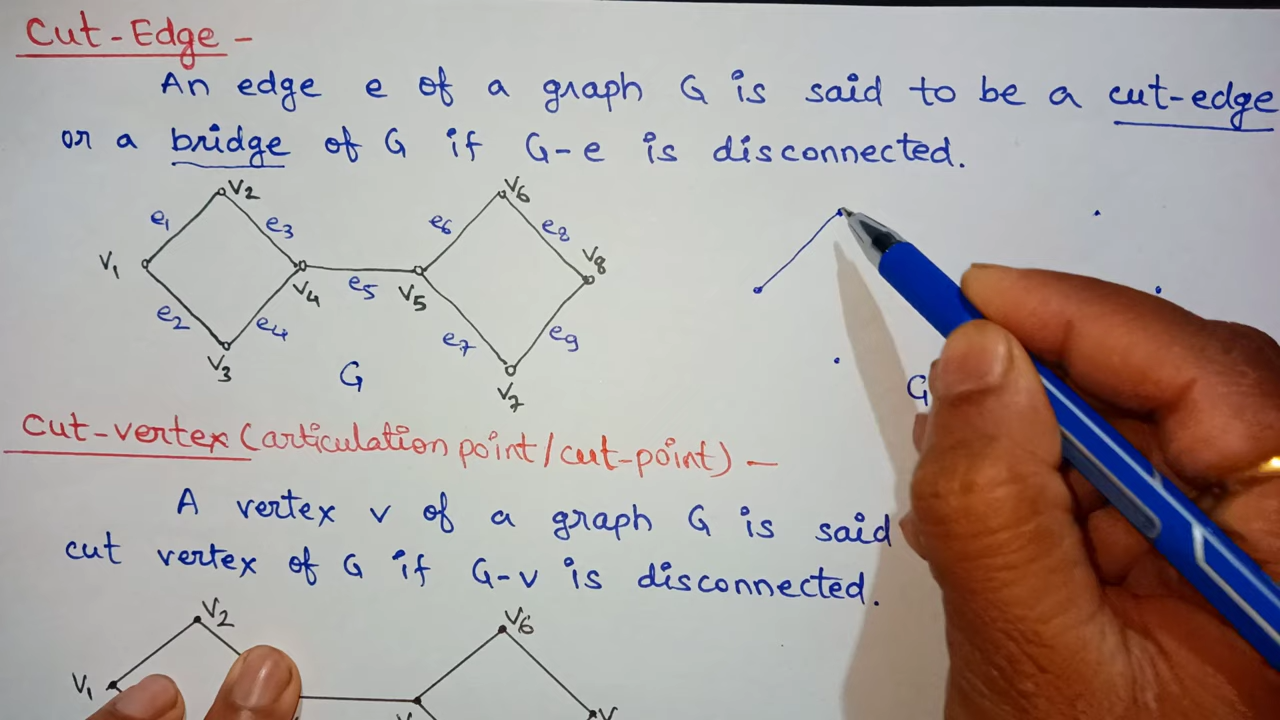 Cut-Edge -
An edge e of a graph G is said to be a cut-edge
or a bridge of G if G-e is disconnected.
V2 V6
e1 e3 e6 e8
V1 V4 e5 V5 V8
e2 e4 e7 e9
V3 G V7
G
Cut-vertex (articulation point/cut-point) -
A vertex v of a graph G is said
cut vertex of G if G-v is disconnected.
V2 V6
V1